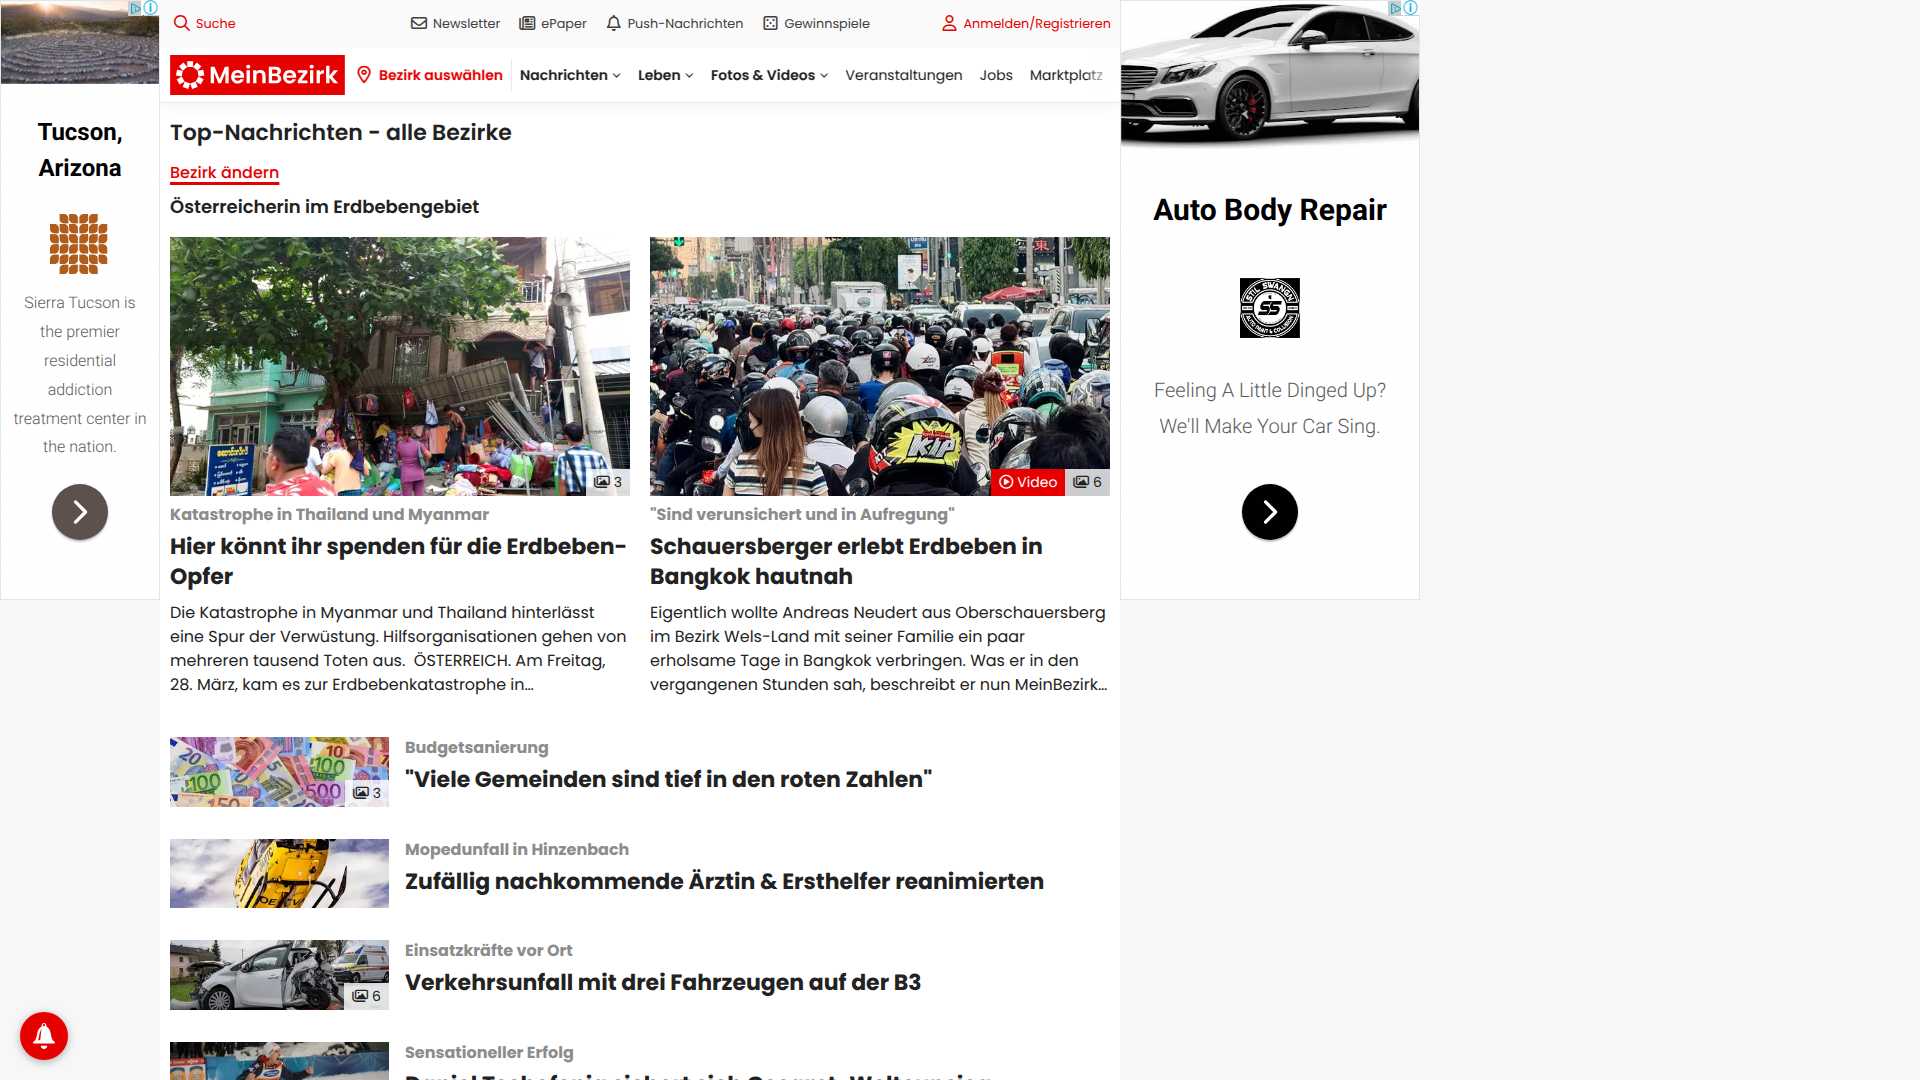 Suche
Newsletter
ePaper
Push-Nachrichten
Gewinnspiele
Anmelden/Registrieren
MeinBezirk
Bezirk auswählen
Nachrichten
Leben
Fotos & Videos
Veranstaltungen
Jobs
Marktplatz
Top-Nachrichten - alle Bezirke
Bezirk ändern
Österreicherin im Erdbebengebiet
3
Katastrophe in Thailand und Myanmar
Hier könnt ihr spenden für die Erdbeben-
Opfer
Die Katastrophe in Myanmar und Thailand hinterlässt
eine Spur der Verwüstung. Hilfsorganisationen gehen von
mehreren tausend Toten aus.  ÖSTERREICH. Am Freitag,
28. März, kam es zur Erdbebenkatastrophe in...
KIP
Video
6
"Sind verunsichert und in Aufregung"
Schauersberger erlebt Erdbeben in
Bangkok hautnah
Eigentlich wollte Andreas Neudert aus Oberschauersberg
im Bezirk Wels-Land mit seiner Familie ein paar
erholsame Tage in Bangkok verbringen. Was er in den
vergangenen Stunden sah, beschreibt er nun MeinBezirk...
3
Budgetsanierung
"Viele Gemeinden sind tief in den roten Zahlen"
Mopedunfall in Hinzenbach
Zufällig nachkommende Ärztin & Ersthelfer reanimierten
6
Einsatzkräfte vor Ort
Verkehrsunfall mit drei Fahrzeugen auf der B3
Sensationeller Erfolg
Tucson,
Arizona
Sierra Tucson is
the premier
residential
addiction
treatment center in
the nation.
Auto Body Repair
SS
Feeling A Little Dinged Up?
We'll Make Your Car Sing.